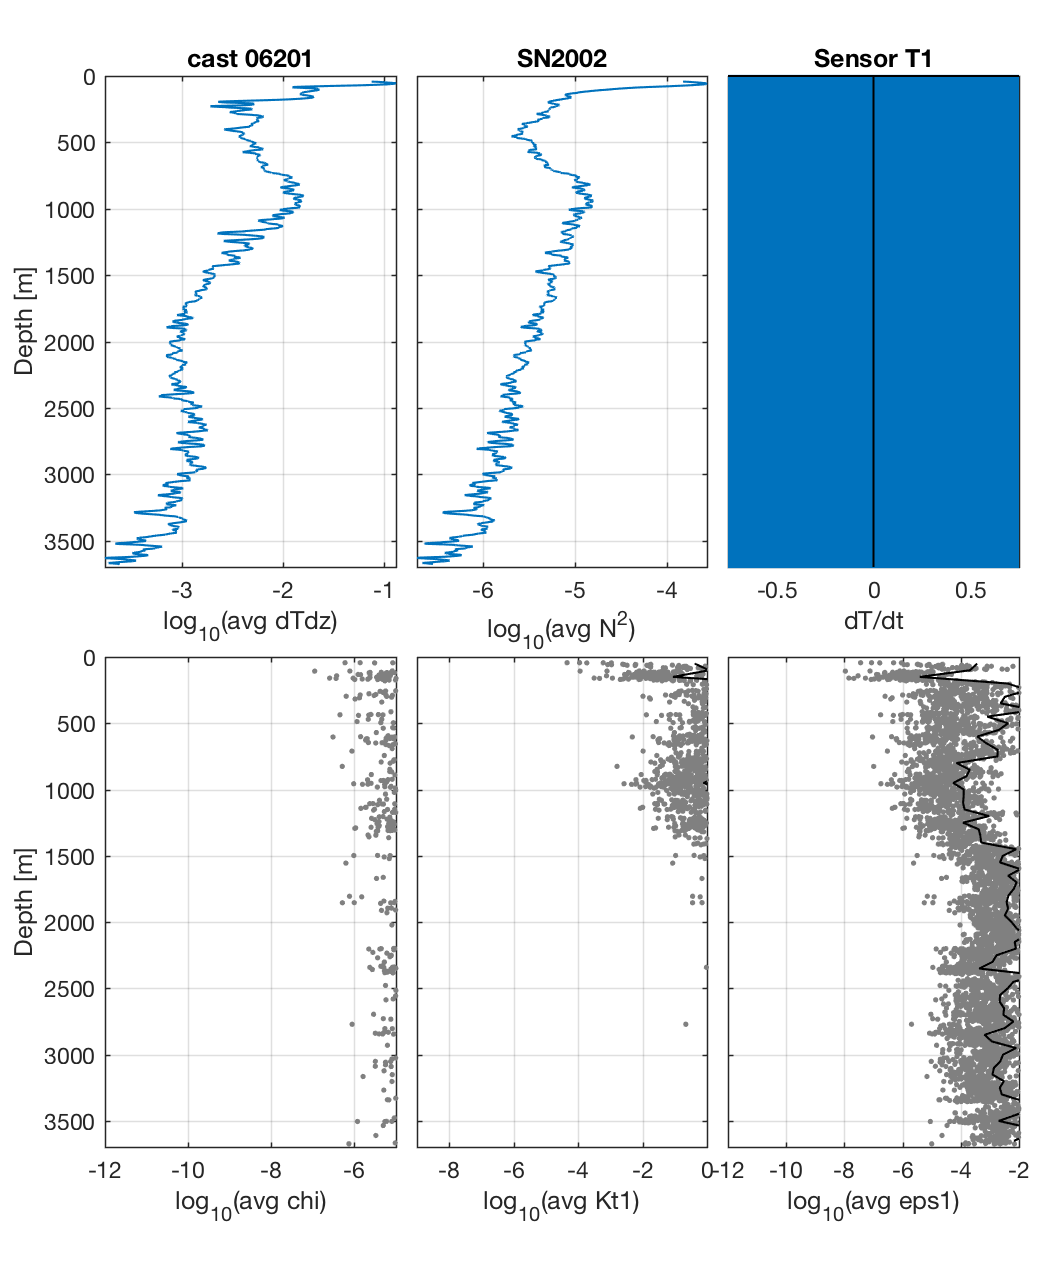 cast 06201 SN2002 Sensor T1
0
500
1000
1500
2000
2500
3000
3500
Depth [m]
-3 -2 -1 -6 -5 -4 -0.5 0 0.5
log10(avg dTdz) log10(avg N2) dT/dt
0
500
1000
1500
2000
2500
3000
3500
Depth [m]
-12 -10 -8 -6 -8 -6 -4 -2 0 -12 -10 -8 -6 -4 -2
log10(avg chi) log10(avg Kt1) log10(avg eps1)